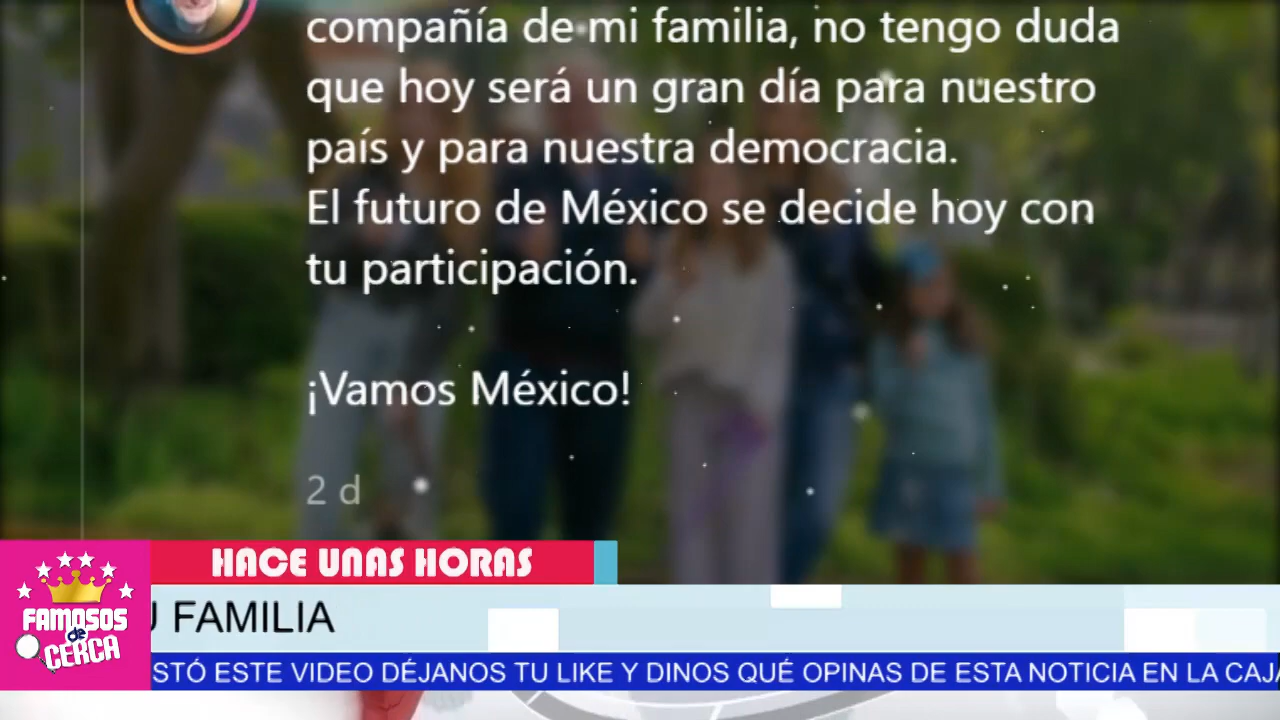 compañía de mi familia, no tengo duda
que hoy será un gran día para nuestro
país y para nuestra democracia.
El futuro de México se decide hoy con
tu participación.
¡Vamos México!
2 d
HACE UNAS HORAS
FAMILIA
FAMOSOS
de
CERCA
STÓ ESTE VIDEO DÉJANOS TU LIKE Y DINOS QUÉ OPINAS DE ESTA NOTICIA EN LA CAJ